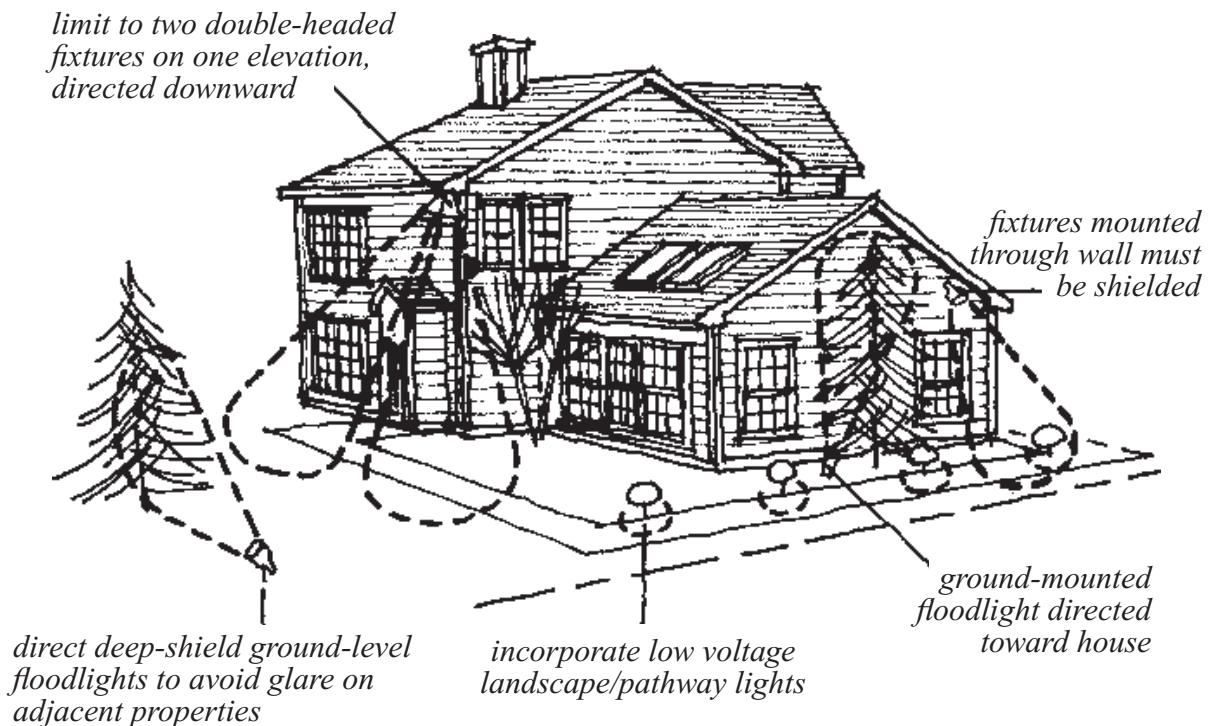 limit to two double-headed
fixtures on one elevation,
directed downward
fixtures mounted
through wall must
be shielded
ground-mounted
floodlight directed
toward house
direct deep-shield ground-level
floodlights to avoid glare on
adjacent properties
incorporate low voltage
landscape/pathway lights